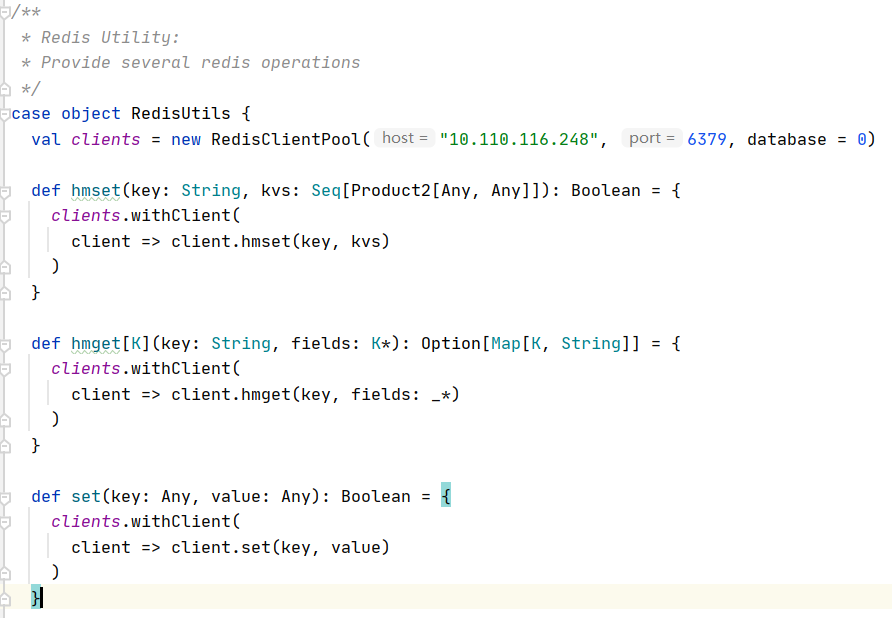 /**
 * Redis Utility:
 * Provide several redis operations
 */
case object RedisUtils {
  val clients = new RedisClientPool( host = "10.110.116.248", port = 6379, database = 0)

  def hmset(key: String, kvs: Seq[Product2[Any, Any]]): Boolean = {
    clients.withClient(
      client => client.hmset(key, kvs)
    )
  }

  def hmget[K](key: String, fields: K*): Option[Map[K, String]] = {
    clients.withClient(
      client => client.hmget(key, fields: _*)
    )
  }

  def set(key: Any, value: Any): Boolean = {
    clients.withClient(
      client => client.set(key, value)
    )
  }